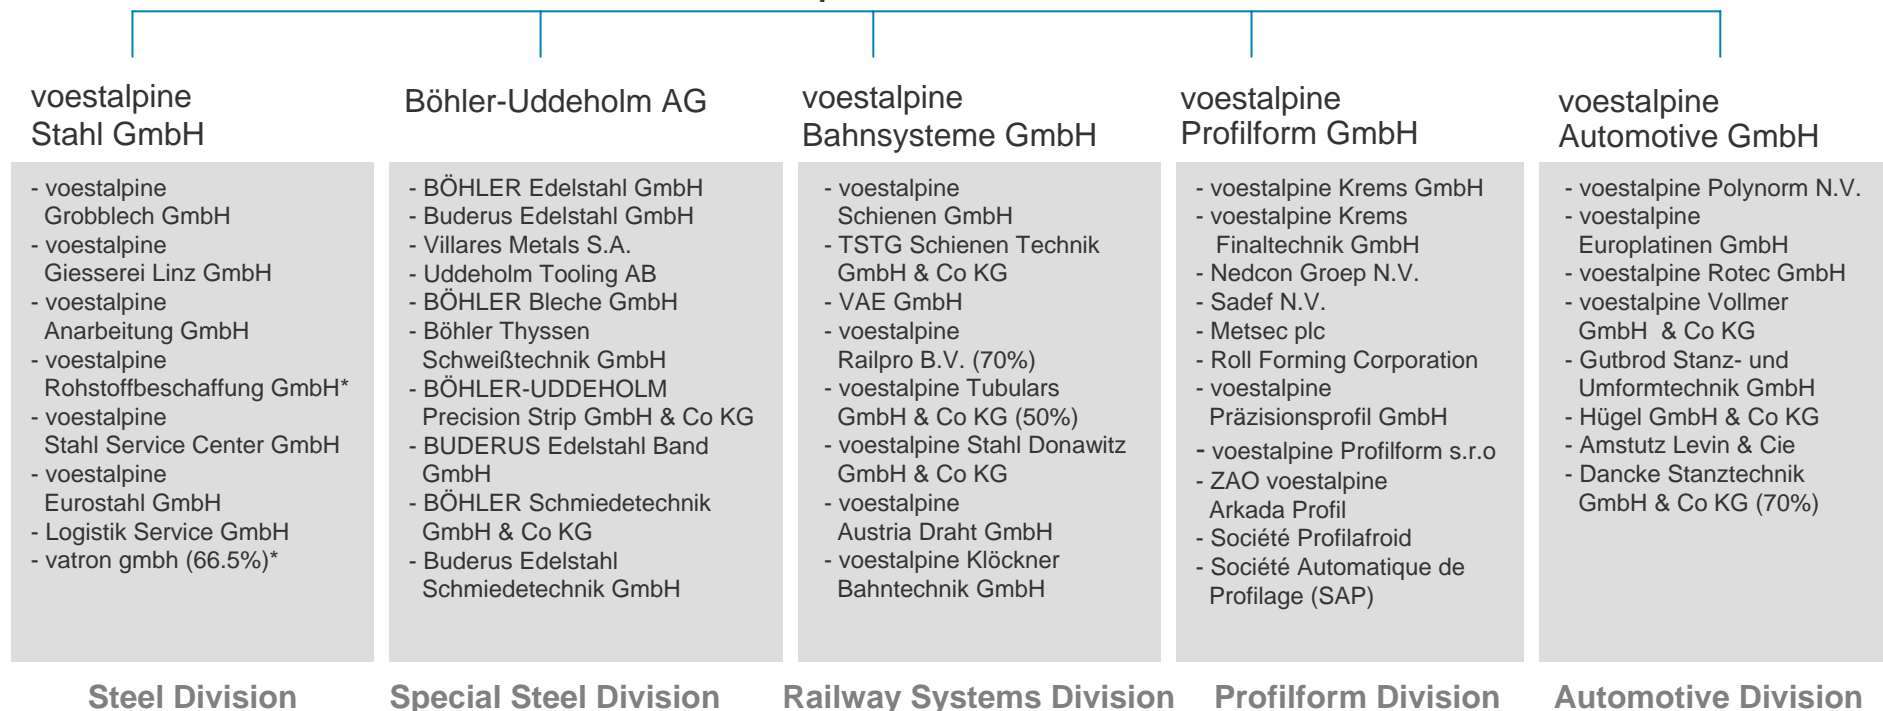 voestalpine
Stahl GmbH
- voestalpine
Grobblech GmbH
- voestalpine
Giesserei Linz GmbH
- voestalpine
Anarbeitung GmbH
- voestalpine
Rohstoffbeschaffung GmbH*
- voestalpine
Stahl Service Center GmbH
- voestalpine
Eurostahl GmbH
- Logistik Service GmbH
- vatron gmbh (66.5%)*
Steel Division
Böhler-Uddeholm AG
- BÖHLER Edelstahl GmbH
- Buderus Edelstahl GmbH
- Villares Metals S.A.
- Uddeholm Tooling AB
- BÖHLER Bleche GmbH
- Böhler Thyssen
Schweißtechnik GmbH
- BÖHLER-UDDEHOLM
Precision Strip GmbH & Co KG
- BUDERUS Edelstahl Band
GmbH
- BÖHLER Schmiedetechnik
GmbH & Co KG
- Buderus Edelstahl
Schmiedetechnik GmbH
Special Steel Division
voestalpine
Bahnsysteme GmbH
- voestalpine
Schienen GmbH
- TSTG Schienen Technik
GmbH & Co KG
- VAE GmbH
- voestalpine
Railpro B.V. (70%)
- voestalpine Tubulars
GmbH & Co KG (50%)
- voestalpine Stahl Donawitz
GmbH & Co KG
- voestalpine
Austria Draht GmbH
- voestalpine Klöckner
Bahntechnik GmbH
Railway Systems Division
voestalpine
Profilform GmbH
- voestalpine Krems GmbH
- voestalpine Krems
Finaltechnik GmbH
- Nedcon Groep N.V.
- Sadef N.V.
- Metsec plc
- Roll Forming Corporation
- voestalpine
Präzisionsprofil GmbH
- voestalpine Profilform s.r.o
- ZAO voestalpine
Arkada Profil
- Société Profilafroid
- Société Automatique de
Profilage (SAP)
Profilform Division
voestalpine
Automotive GmbH
- voestalpine Polynorm N.V.
- voestalpine
Europlatinen GmbH
- voestalpine Rotec GmbH
- voestalpine Vollmer
GmbH & Co KG
- Gutbrod Stanz- und
Umformtechnik GmbH
- Hügel GmbH & Co KG
- Amstutz Levin & Cie
- Dancke Stanztechnik
GmbH & Co KG (70%)
Automotive Division